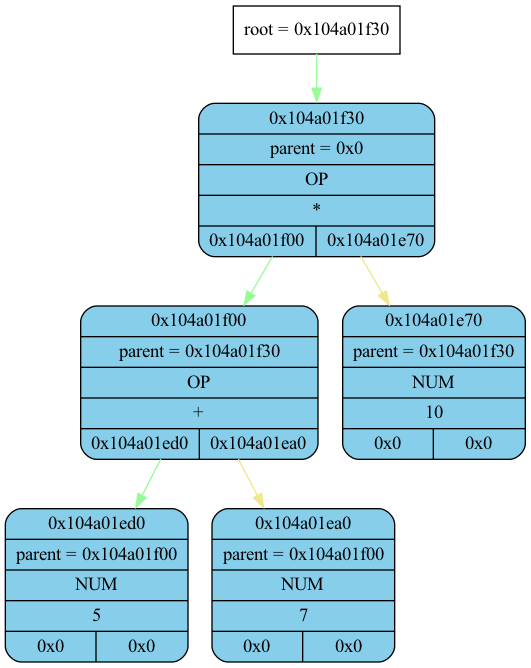 root = 0x104a01f30
0x104a01f30
parent = 0x0
OP
*
0x104a01f00 0x104a01e70
0x104a01f00
parent = 0x104a01f30
OP
+
0x104a01ed0 0x104a01ea0
0x104a01e70
parent = 0x104a01f30
NUM
10
0x0 0x0
0x104a01ed0
parent = 0x104a01f00
NUM
5
0x0 0x0
0x104a01ea0
parent = 0x104a01f00
NUM
7
0x0 0x0